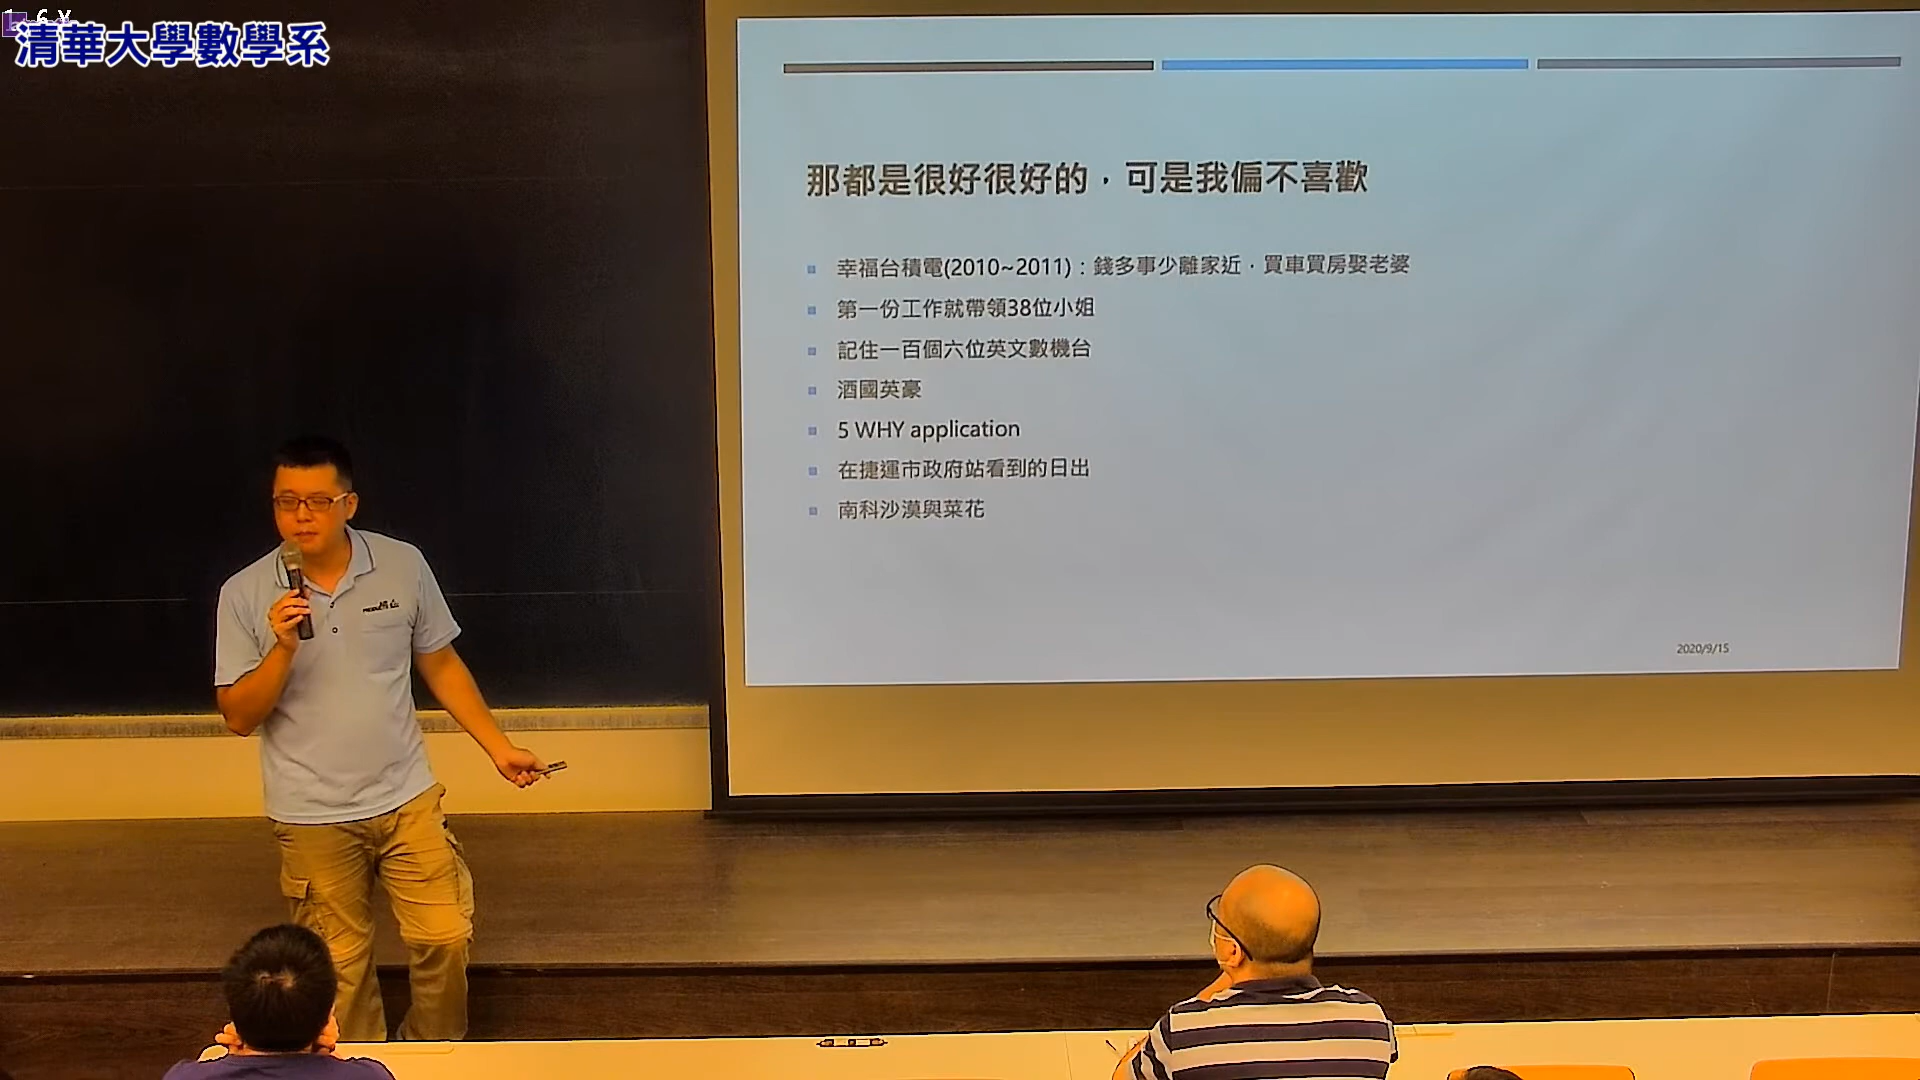 清華大學數學系
那都是很好很好的，可是我偏不喜歡
幸福台積電(2010~2011)：錢多事少離家近，買車買房娶老婆
第一份工作就帶領38位小姐
記住一百個六位英文數機台
酒國英豪
5 WHY application
在捷運市政府站看到的日出
南科沙漠與菜花
2020/9/15